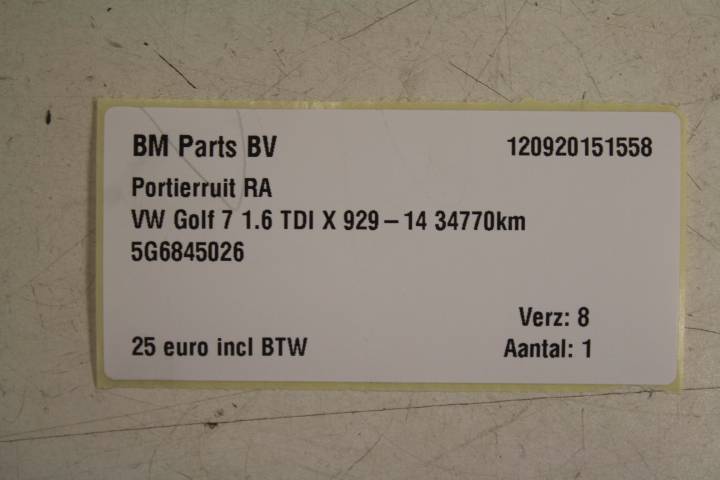 BM Parts BV 120920151558
Portierruit RA
VW Golf 7 1.6 TDI X 929-14 34770km
5G6845026
Verz: 8
25 euro incl BTW Aantal: 1